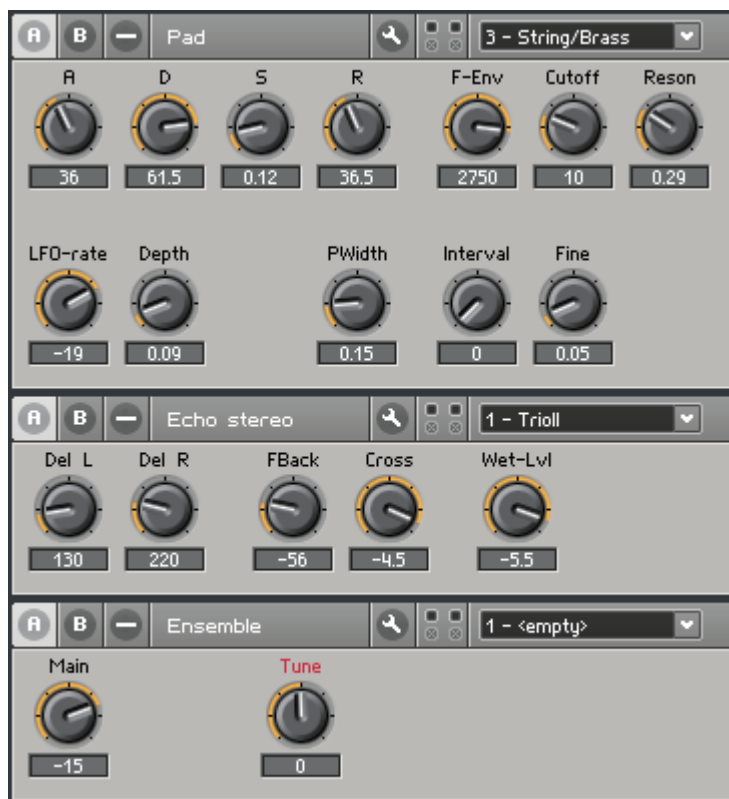 A B Pad 3 - String/Brass
A D S R F-Env Cutoff Reson
36 61.5 0.12 36.5 2750 10 0.29
LFO-rate Depth PWidth Interval Fine
-19 0.09 0.15 0 0.05
A B Echo stereo 1 - Trioll
Del L Del R FBack Cross Wet-Lvl
130 220 -56 -4.5 -5.5
A B Ensemble 1 - <empty>
Main Tune
-15 0